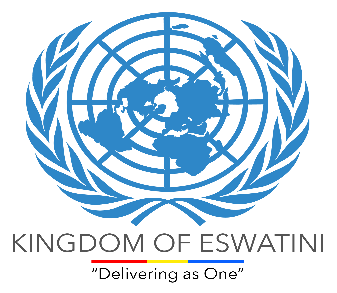 KINGDOM OF ESWATINI
"Delivering as One"